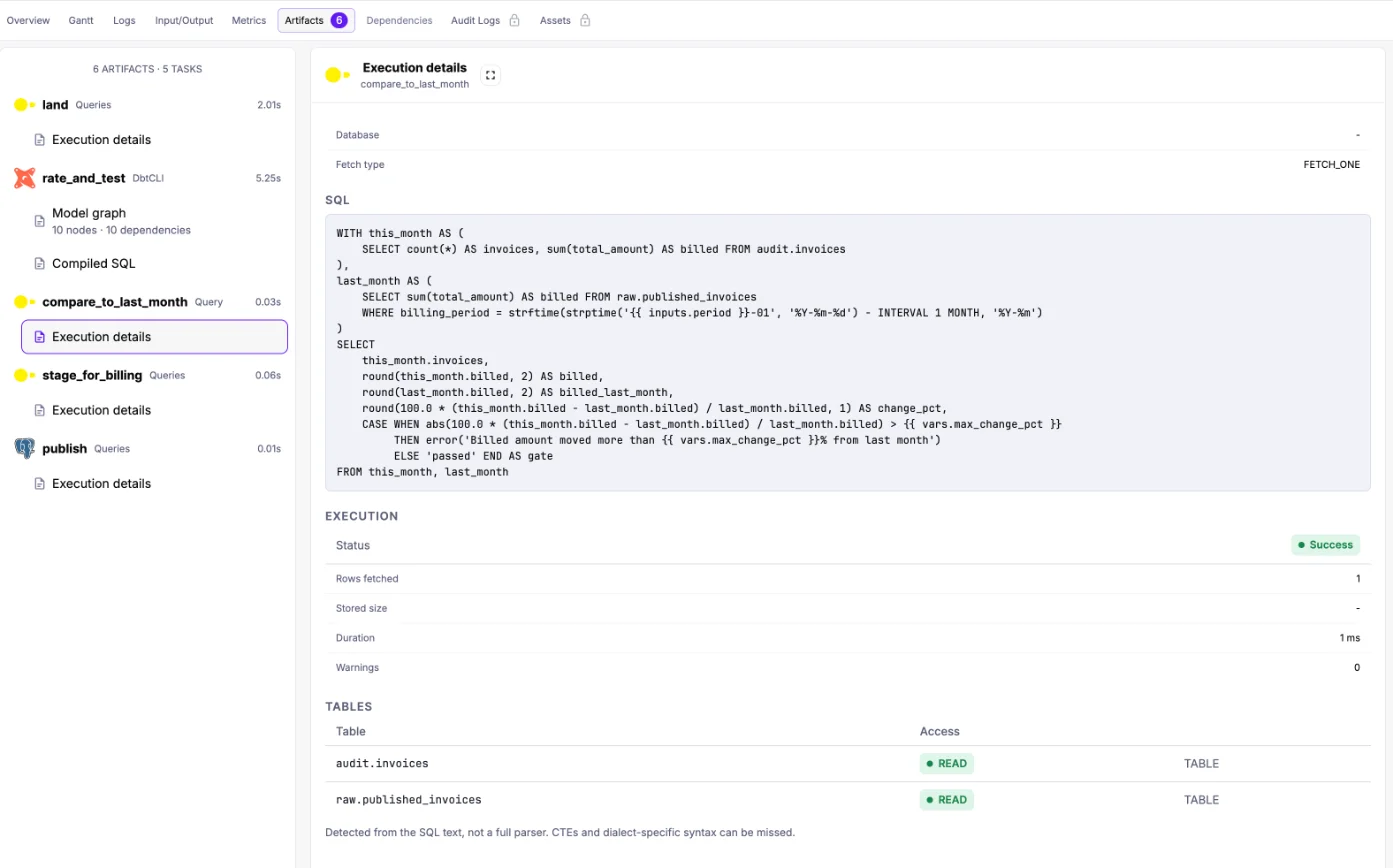 Overview Gantt Logs Input/Output Metrics Artifacts 6 Dependencies Audit Logs Assets
6 ARTIFACTS · 5 TASKS
land Queries 2.01s
Execution details
rate_and_test DbtCLI 5.25s
Model graph
10 nodes · 10 dependencies
Compiled SQL
compare_to_last_month Query 0.03s
Execution details
stage_for_billing Queries 0.06s
Execution details
publish Queries 0.01s
Execution details
Execution details
compare_to_last_month
Database -
Fetch type FETCH_ONE
SQL
WITH this_month AS (
    SELECT count(*) AS invoices, sum(total_amount) AS billed FROM audit.invoices
),
last_month AS (
    SELECT sum(total_amount) AS billed FROM raw.published_invoices
    WHERE billing_period = strftime(strptime('{{ inputs.period }}-01', '%Y-%m-%d') - INTERVAL 1 MONTH, '%Y-%m')
)
SELECT
    this_month.invoices,
    round(this_month.billed, 2) AS billed,
    round(last_month.billed, 2) AS billed_last_month,
    round(100.0 * (this_month.billed - last_month.billed) / last_month.billed, 1) AS change_pct,
    CASE WHEN abs(100.0 * (this_month.billed - last_month.billed) / last_month.billed) > {{ vars.max_change_pct }}
         THEN error('Billed amount moved more than {{ vars.max_change_pct }}% from last month')
         ELSE 'passed' END AS gate
FROM this_month, last_month
EXECUTION
Status Success
Rows fetched 1
Stored size -
Duration 1 ms
Warnings 0
TABLES
Table Access
audit.invoices READ TABLE
raw.published_invoices READ TABLE
Detected from the SQL text, not a full parser. CTEs and dialect-specific syntax can be missed.